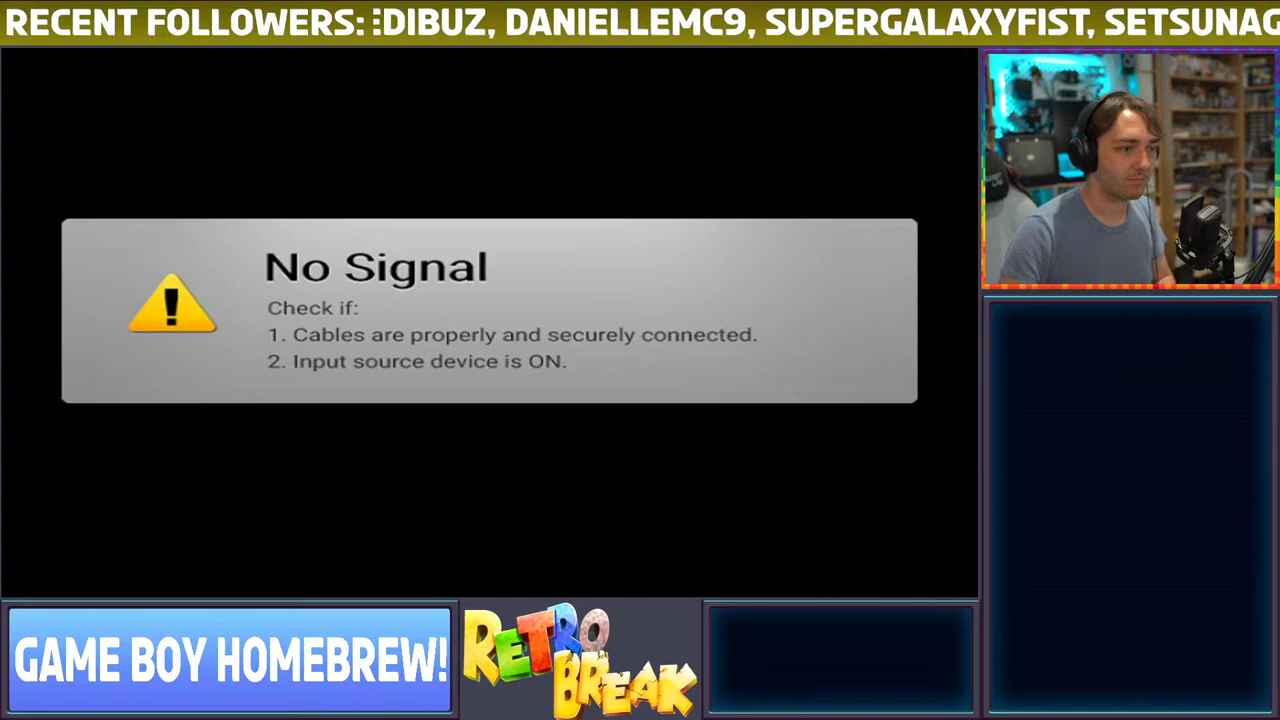 RECENT FOLLOWERS: :DIBUZ, DANIELLEMC9, SUPERGALAXYFIST, SETSUNAG
No Signal
Check if:
1. Cables are properly and securely connected.
2. Input source device is ON.
GAME BOY HOMEBREW!
RETRO
BREAK